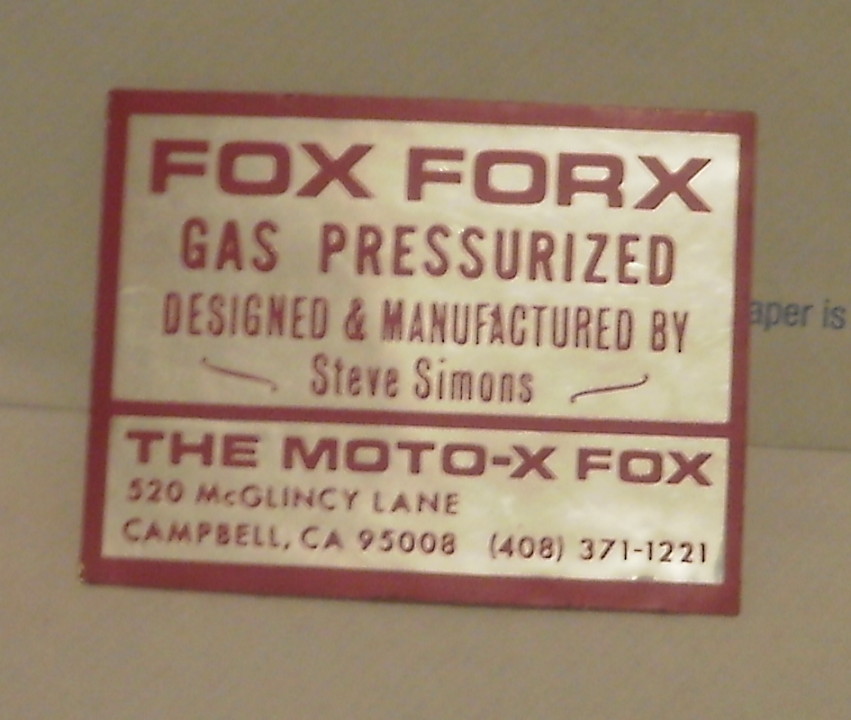 FOX FORX
GAS PRESSURIZED
DESIGNED & MANUFACTURED BY
Steve Simons
THE MOTO-X FOX
520 McGLINCY LANE
CAMPBELL, CA 95008 (408) 371-1221
aper is